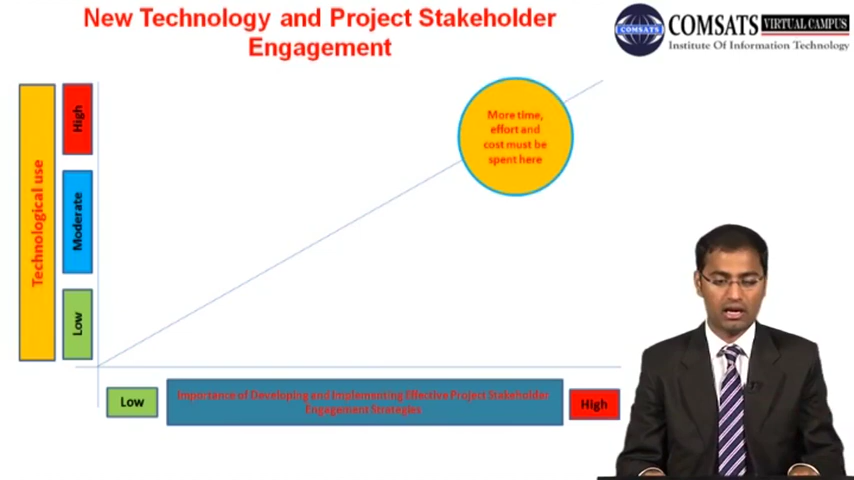 New Technology and Project Stakeholder
Engagement
COMSATS
COMSATS VIRTUAL CAMPUS
Institute Of Information Technology
Technological use
High
Moderate
Low
More time,
effort and
cost must be
spent here
Low
Importance of Developing and Implementing Effective Project Stakeholder
Engagement Strategies
High